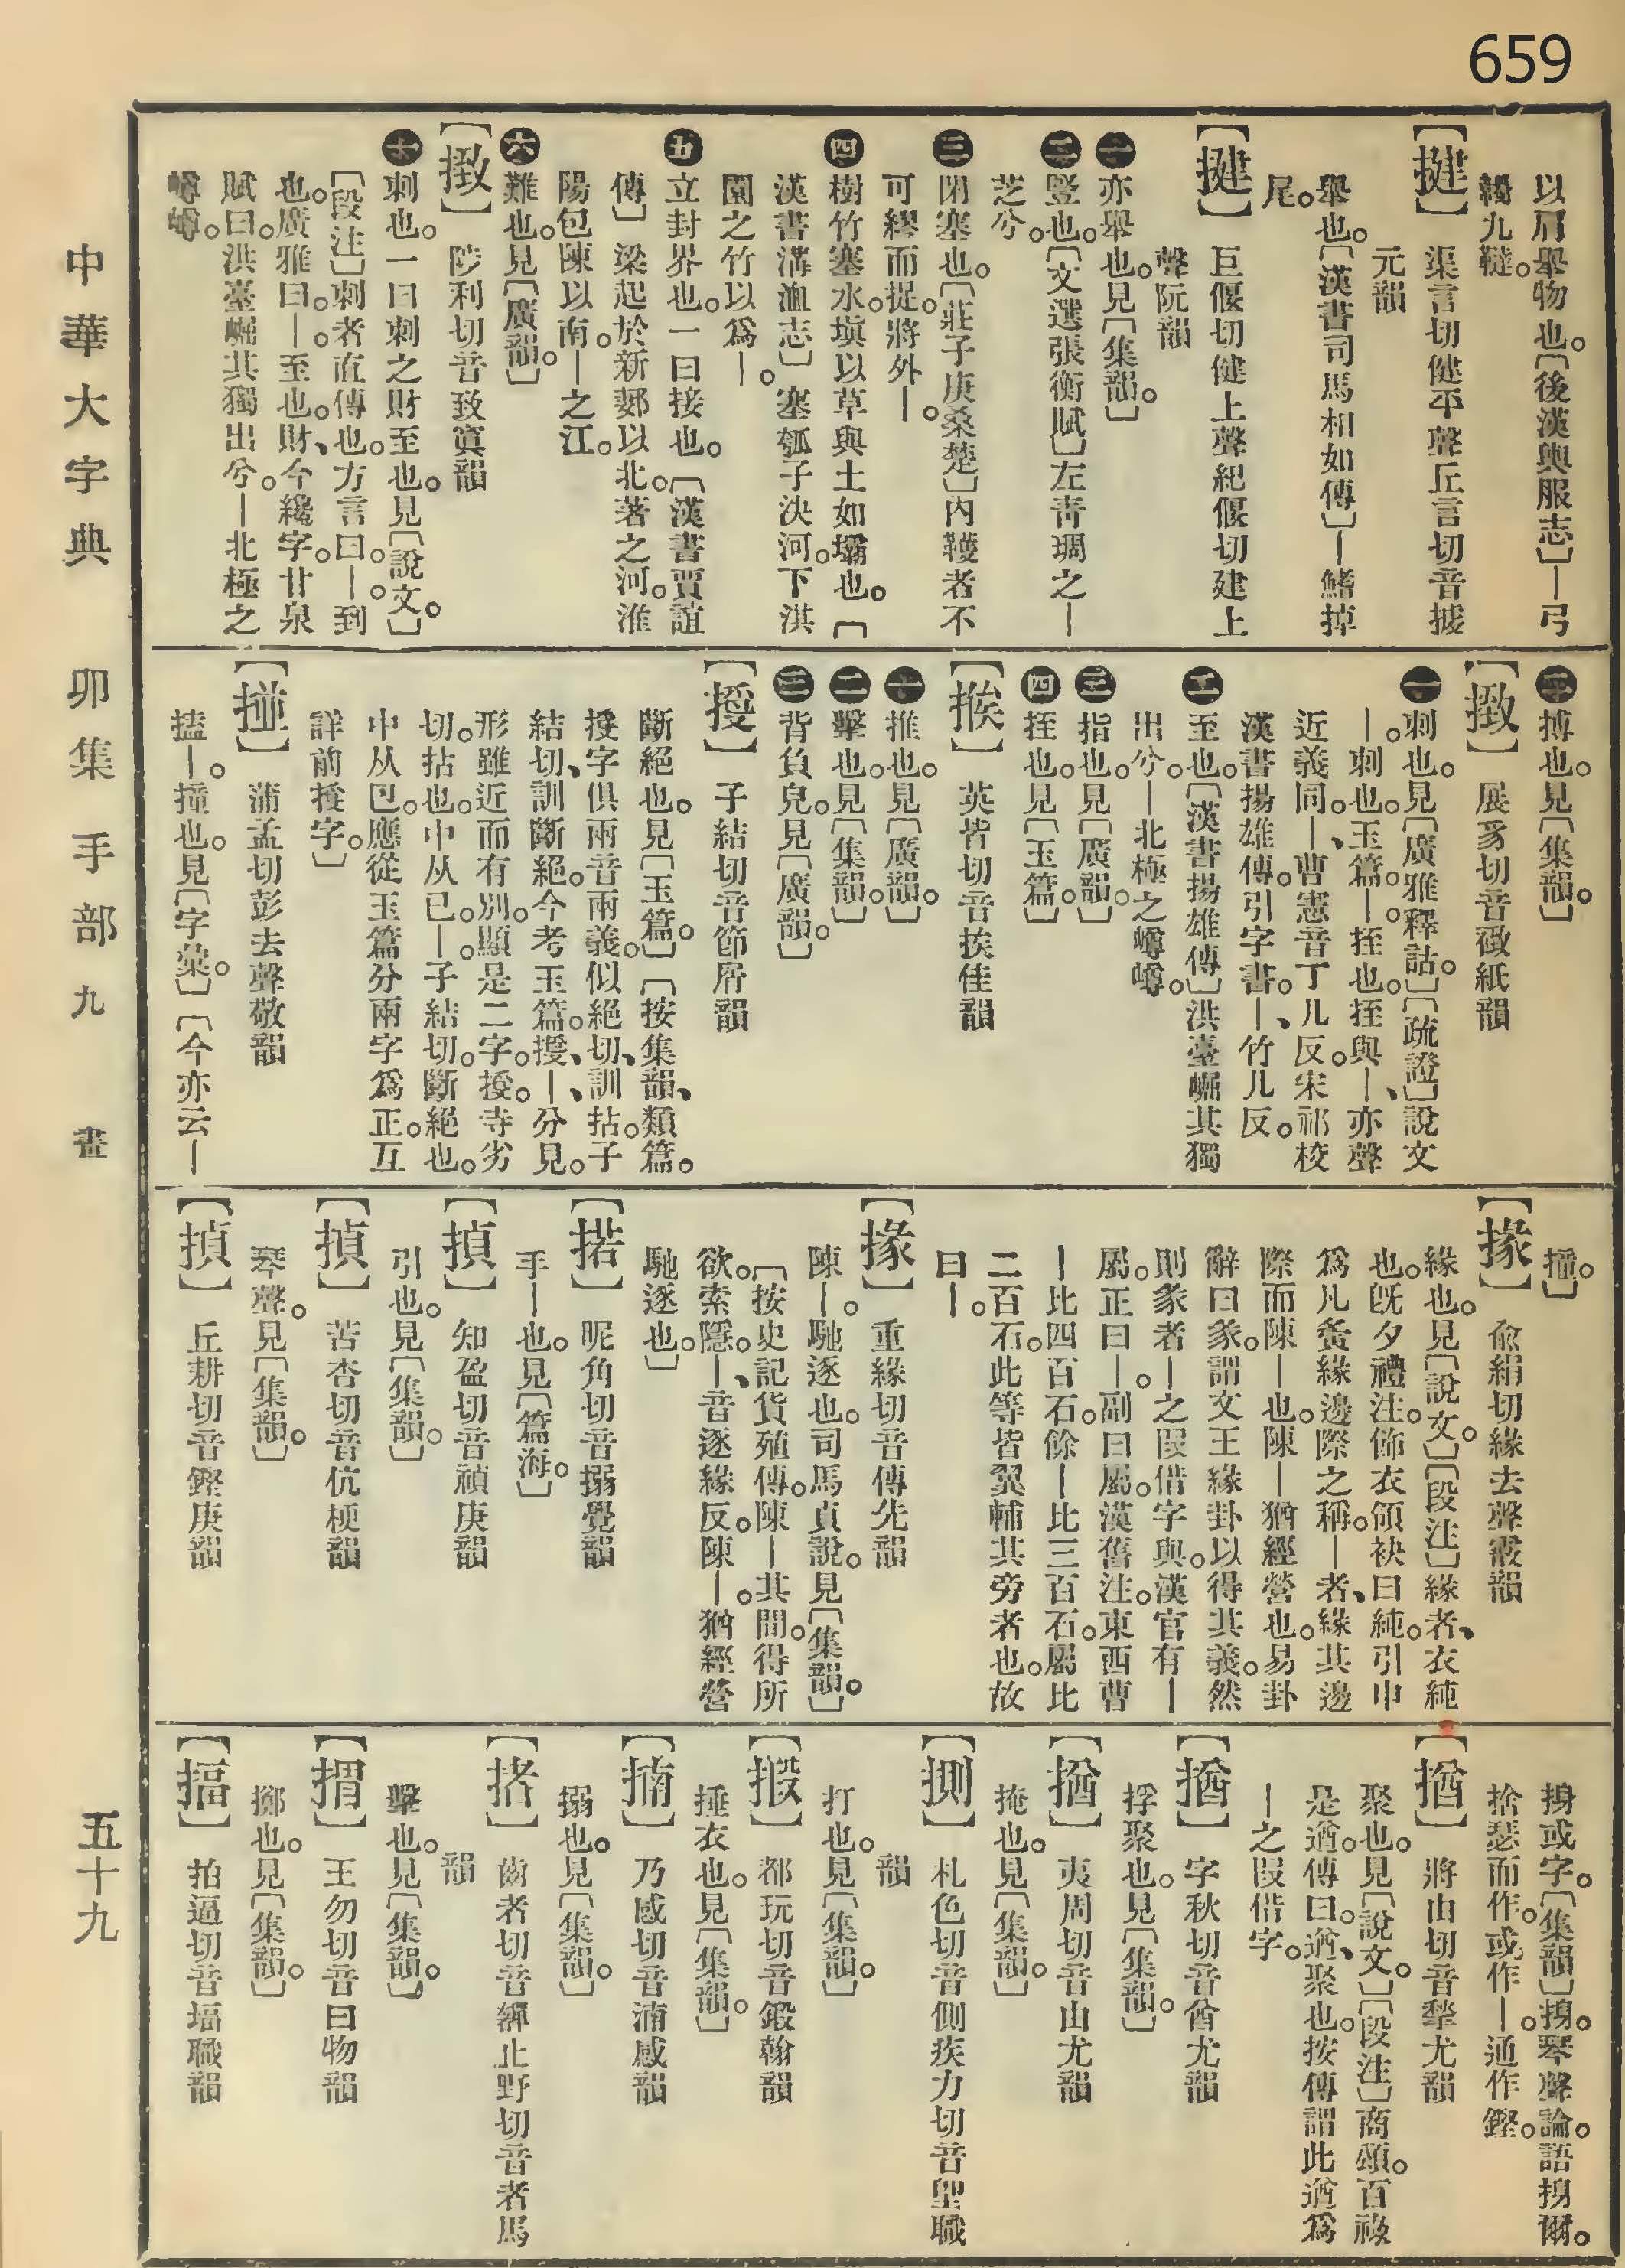 659
以肩舉物也。〔後漢輿服志〕—弓
韣九鞬。
【揵】渠言切健平聲丘言切音攐
元韻
舉也。〔漢書司馬相如傳〕—鰭掉
尾。
【揵】巨偃切健上聲紀偃切建上
聲阮韻
一亦舉也。見〔集韻。〕
二豎也。〔文選張衡賦〕左青琱之—
芝兮。
三閉塞也。〔莊子庚桑楚〕內韄者不
可繆而捉。將外—。
四樹竹塞水。塡以草與土如壩也。〔
漢書溝洫志〕塞瓠子決河。下淇
園之竹以爲—。
五立封界也。一曰接也。〔漢書賈誼
傳〕梁起於新郪以北。著之河。淮
陽包陳以南。—之江。
六難也。見〔廣韻。〕
【㨖】陟利切音致寘韻
一刺也。一曰刺之財至也。見〔說文。〕
〔段注〕刺者直傷也。方言曰。—。到
也。廣雅曰。—。至也。財、今纔字。甘泉
賦曰。洪臺崛其獨出兮。—北極之
嶟嶟。
二搏也。見〔集韻。〕
【㨖】展豸切音徵紙韻
一刺也。見〔廣雅釋詁。〕〔疏證〕說文
—。刺也。玉篇。—。挃也。挃與—、亦聲
近義同。—、曹憲音丁几反。宋祁校
漢書揚雄傳。引字書。—、竹几反。
二至也。〔漢書揚雄傳〕洪臺崛其獨
出兮。—北極之嶟嶟。
三指也。見〔廣韻。〕
四挃也。見〔玉篇。〕
【㨟】英皆切音挨佳韻
一推也。見〔廣韻。〕
二擊也。見〔集韻。〕
三背負皃。見〔廣韻。〕
【㨗】子結切音節屑韻
斷絕也。見〔玉篇。〕〔按集韻、類篇。
字俱兩音兩義。似絕切、訓拈。子
結切、訓斷絕。今考玉篇。、—、分見。
形雖近而有別。顯是二字。寺劣
切。拈也。中从已。—。子結切。斷絕也。
中从巴。應從玉篇分兩字爲正。互
詳前字。〕
【掽】蒲孟切彭去聲敬韻
搕—。撞也。見〔字彙。〕〔今亦云—
撞。〕
【掾】兪絹切緣去聲霰韻
緣也。見〔說文。〕〔段注〕緣者、衣純
也。旣夕禮注。飾衣領袂曰純。引申
爲凡夤緣邊際之稱。—者、緣其邊
際而陳—也。陳—猶經營也。易卦
辭曰彖。謂文王緣卦以得其義。然
則彖者—之叚借字與。漢官有—
屬。正曰—。副曰屬。漢舊注。東西曹
—比四百石。餘—比三百石。屬比
二百石。此等皆翼輔其旁者也。故
曰—。
【掾】重緣切音傳先韻
陳—。馳逐也。司馬貞說。見〔集韻。〕
〔按史記貨殖傳。陳—其間。得所
欲。索隱。—、音逐緣反。陳—。猶經營
馳逐也。〕
【掿】昵角切音搦覺韻
手—也。見〔篇海。〕
【揁】知盈切音禎庚韻
引也。見〔集韻。〕
【揁】苦杏切音伉梗韻
琴聲。見〔集韻。〕
【揁】丘耕切音鏗庚韻
摼或字。〔集韻〕摼。琴聲。論語摼爾。
捨瑟而作。或作—。通作鏗。
【揂】將由切音揫尤韻
聚也。見〔說文。〕〔段注〕商頌。百祿
是遒。傳曰。遒、聚也。按傳謂此遒爲
—之叚借字。
【揂】字秋切音酋尤韻
捊聚也。見〔集韻。〕
【揂】夷周切音由尤韻
掩也。見〔集韻。〕
【揤】札色切音側疾力切音堲職
韻
打也。見〔集韻。〕
【𢰍】都玩切音鍛翰韻
捶衣也。見〔集韻。〕
【揇】乃感切音湳感韻
搦也。見〔集韻。〕
【撦】齒者切音奲止野切音者馬
韻
擊也。見〔集韻。〕
【揟】王勿切音曰物韻
擲也。見〔集韻。〕
【揊】拍逼切音堛職韻
中華大字典　卯集　手部　九畫　五十九